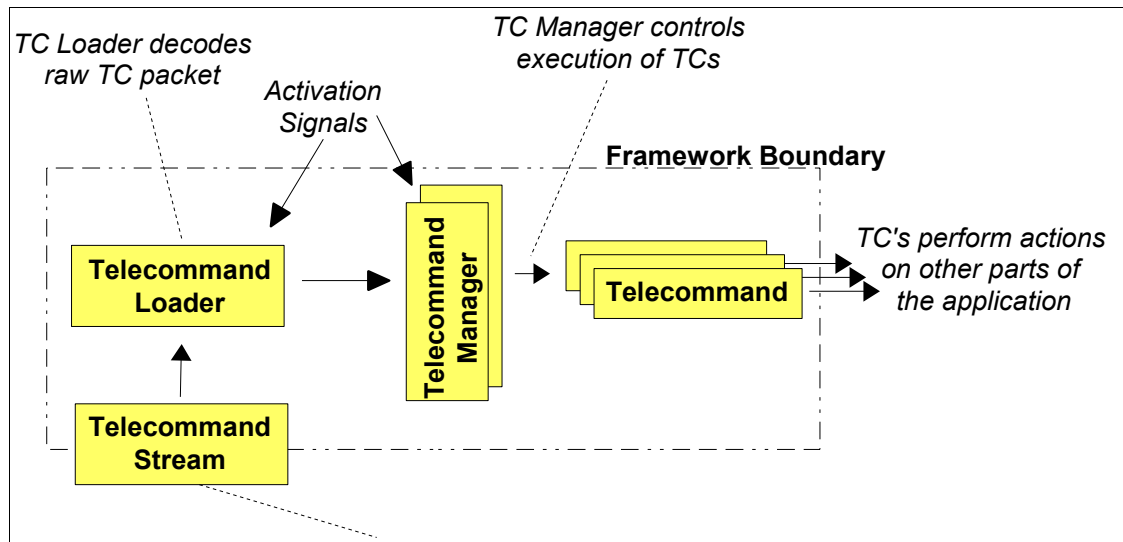 TC Loader decodes
raw TC packet
TC Manager controls
execution of TCs
Activation
Signals
Framework Boundary
Telecommand
Loader
Telecommand
Manager
Telecommand
TC's perform actions
on other parts of
the application
Telecommand
Stream